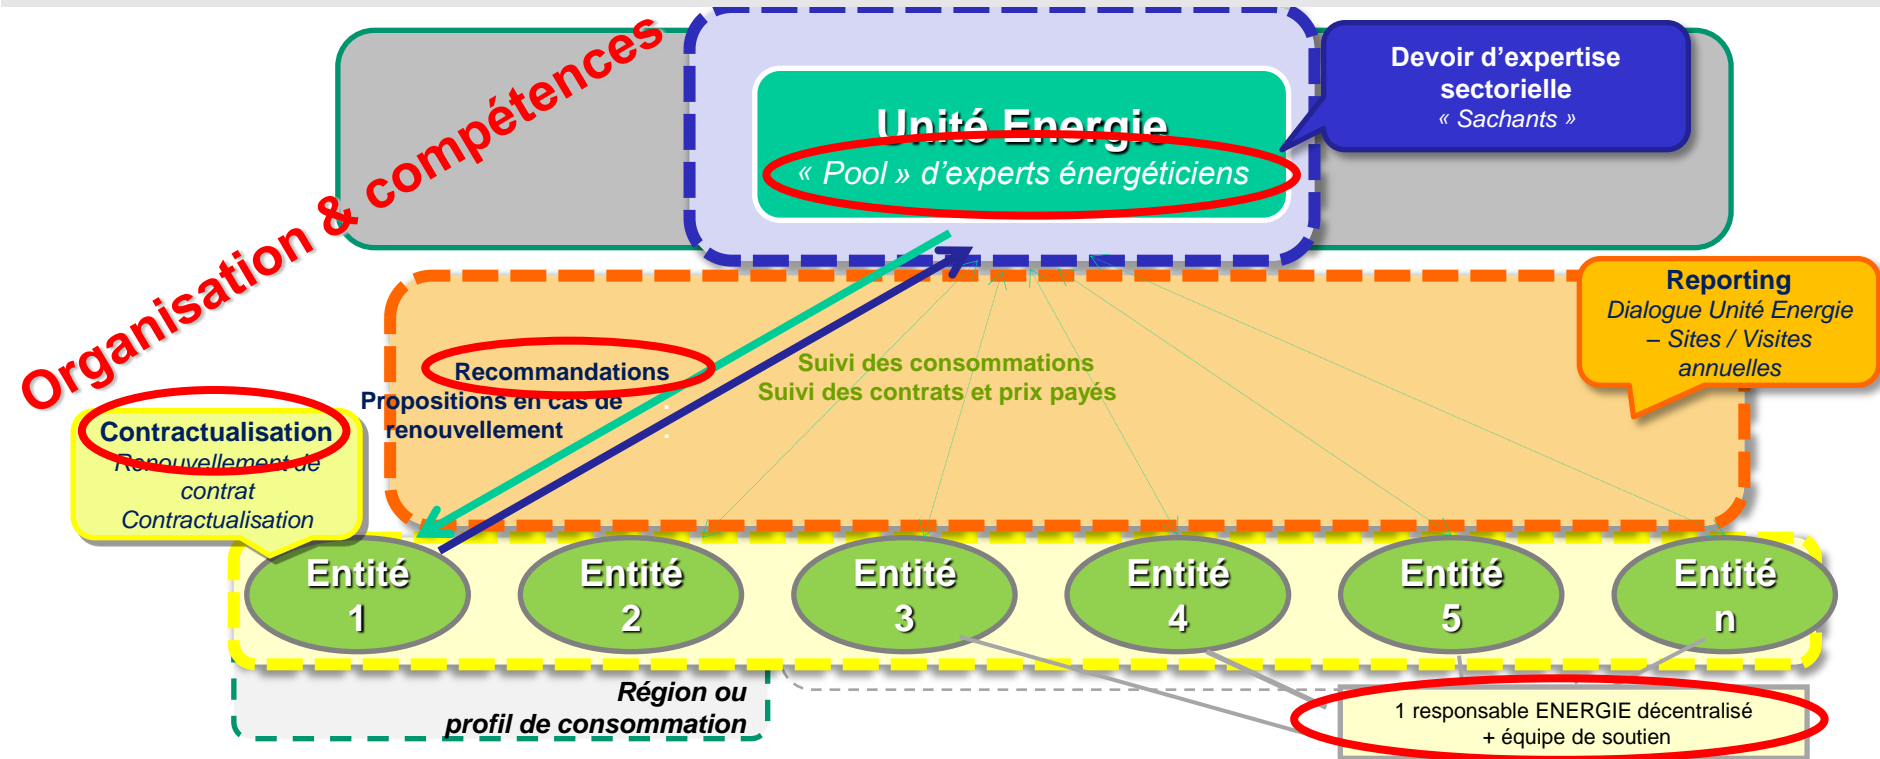 Organisation & compétences
Unité Energie
« Pool » d’experts énergéticiens
Devoir d’expertise
sectorielle
« Sachants »
Reporting
Dialogue Unité Energie
– Sites / Visites
annuelles
Recommandations
Propositions en cas de
renouvellement
:
:
Suivi des consommations
Suivi des contrats et prix payés
Contractualisation
Renouvellement de
contrat
Contractualisation
Entité
1
Entité
2
Entité
3
Entité
4
Entité
5
Entité
n
Région ou
profil de consommation
1 responsable ENERGIE décentralisé
+ équipe de soutien